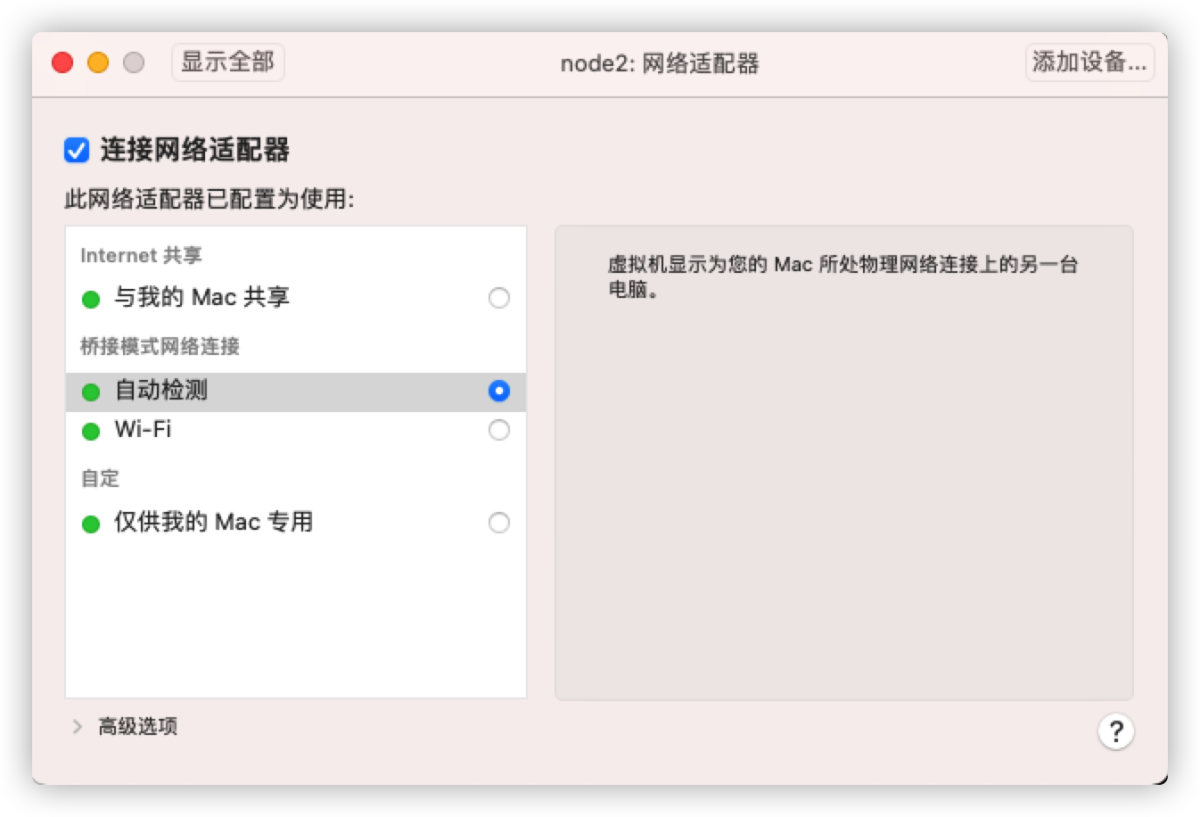 显示全部
node2: 网络适配器
添加设备...
连接网络适配器
此网络适配器已配置为使用:
Internet 共享
与我的 Mac 共享
桥接模式网络连接
自动检测
Wi-Fi
自定
仅供我的 Mac 专用
虚拟机显示为您的 Mac 所处物理网络连接上的另一台
电脑。
高级选项
?